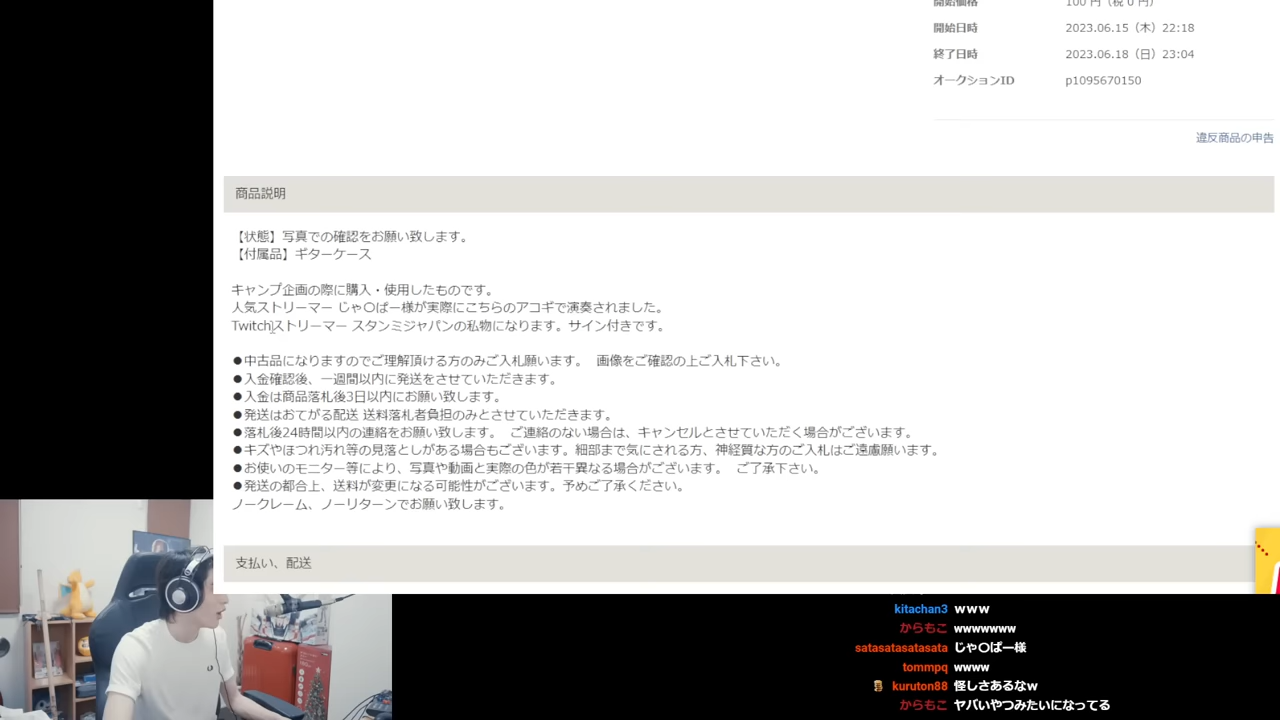 開始価格 100 円（税 0 円）
開始日時 2023.06.15（木）22:18
終了日時 2023.06.18（日）23:04
オークションID p1095670150
違反商品の申告
商品説明
【状態】写真での確認をお願い致します。
【付属品】ギターケース
キャンプ企画の際に購入・使用したものです。
人気ストリーマー じゃ〇ぱー様が実際にこちらのアコギで演奏されました。
Twitchストリーマー スタンミジャパンの私物になります。サイン付きです。
●中古品になりますのでご理解頂ける方のみご入札願います。 画像をご確認の上ご入札下さい。
●入金確認後、一週間以内に発送をさせていただきます。
●入金は商品落札後3日以内にお願い致します。
●発送はおてがる配送 送料落札者負担のみとさせていただきます。
●落札後24時間以内の連絡をお願い致します。 ご連絡のない場合は、キャンセルとさせていただく場合がございます。
●キズやほつれ汚れ等の見落としがある場合もございます。細部まで気にされる方、神経質な方のご入札はご遠慮願います。
●お使いのモニター等により、写真や動画と実際の色が若干異なる場合がございます。 ご了承下さい。
●発送の都合上、送料が変更になる可能性がございます。予めご了承ください。
ノークレーム、ノーリターンでお願い致します。
支払い、配送
kitachan3 ｗｗｗ
からもこ wwwwwww
satasatasatasata じゃ〇ぱー様
tommpq wwww
kuruton88 怪しさあるなｗ
からもこ ヤバいやつみたいになってる